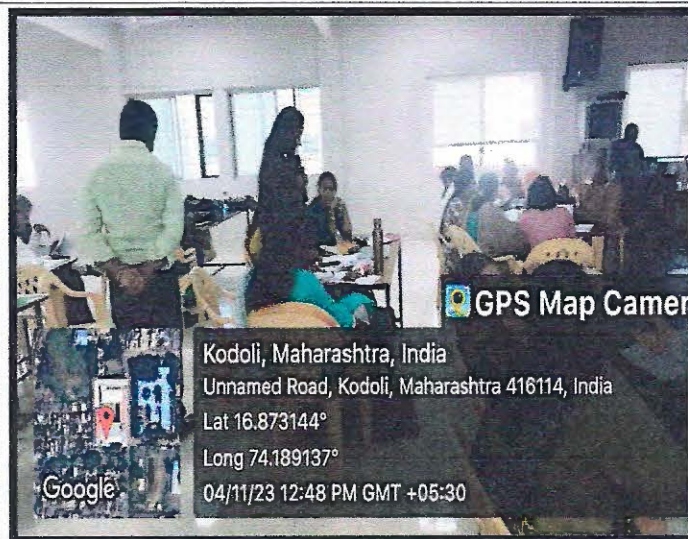 GPS Map Camer
Kodoli, Maharashtra, India
Unnamed Road, Kodoli, Maharashtra 416114, India
Lat 16.873144°
Long 74.189137°
04/11/23 12:48 PM GMT +05:30
Google